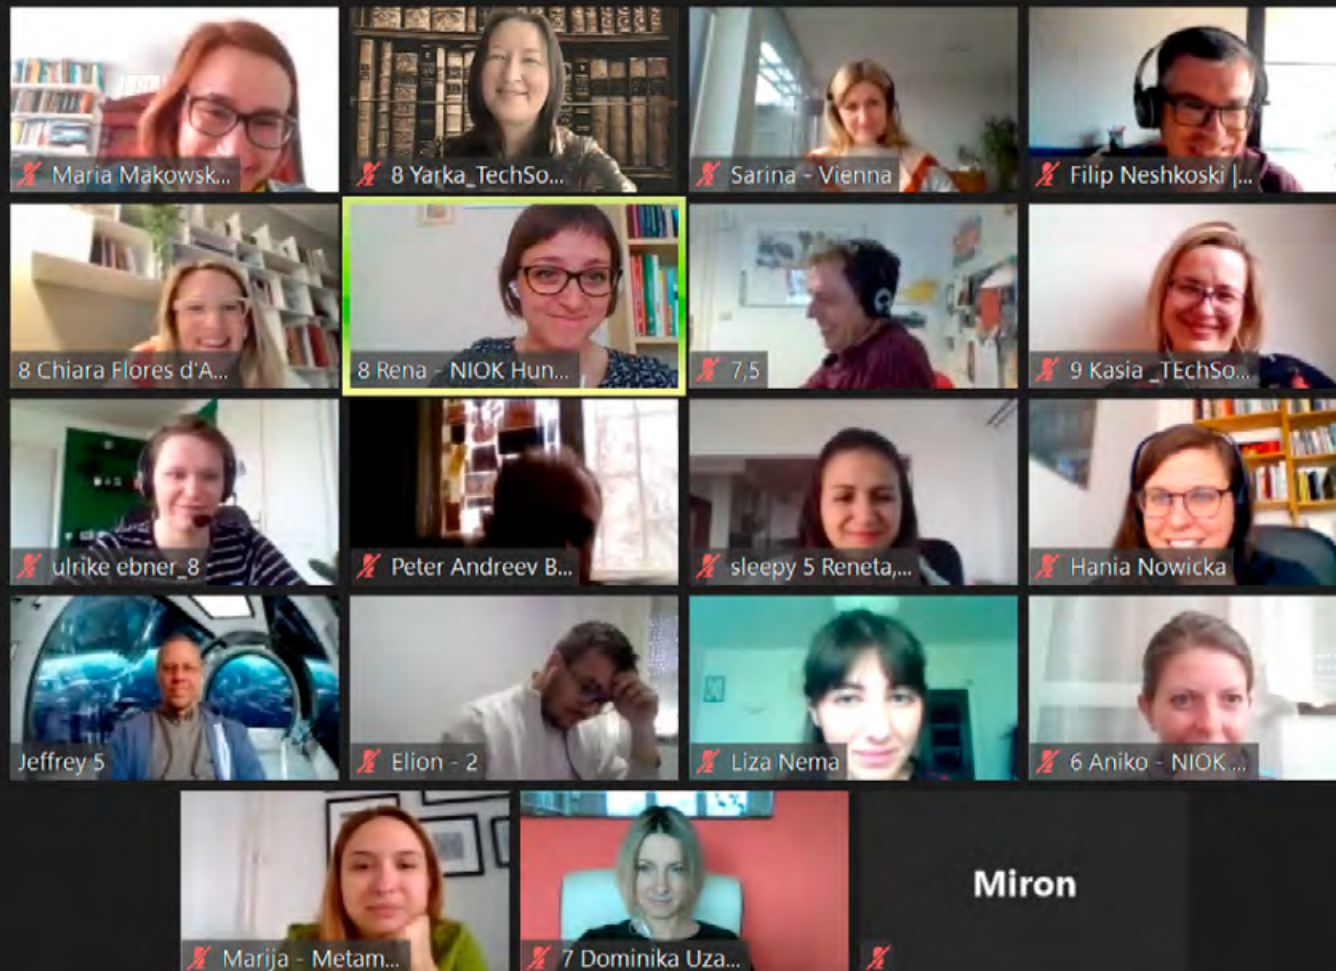 Maria Makowsk...
8 Yarka_TechSo...
Sarina - Vienna
Filip Neshkoski |...
8 Chiara Flores d'A...
8 Rena - NIOK Hun...
7,5
9 Kasia _TEchSo...
ulrike ebner_8
Peter Andreev B...
sleepy 5 Reneta,...
Hania Nowicka
Jeffrey 5
Elion - 2
Liza Nema
6 Aniko - NIOK ...
Marija - Metam...
7 Dominika Uza...
Miron